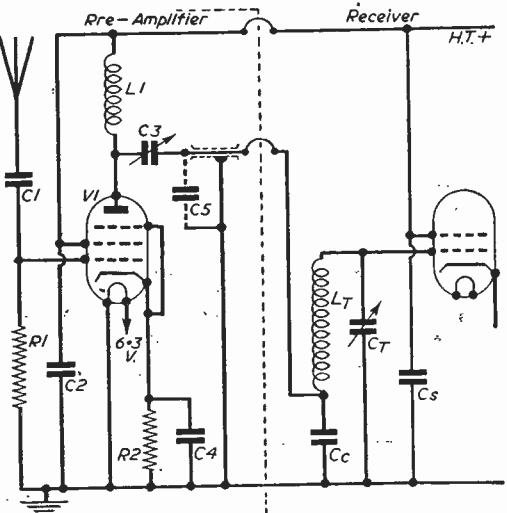 Pre-Amplifier
Receiver
H.T.+
L1
C3
C1
V1
C5
LT
CT
6·3
V.
R1
C2
CS
R2
C4
CC